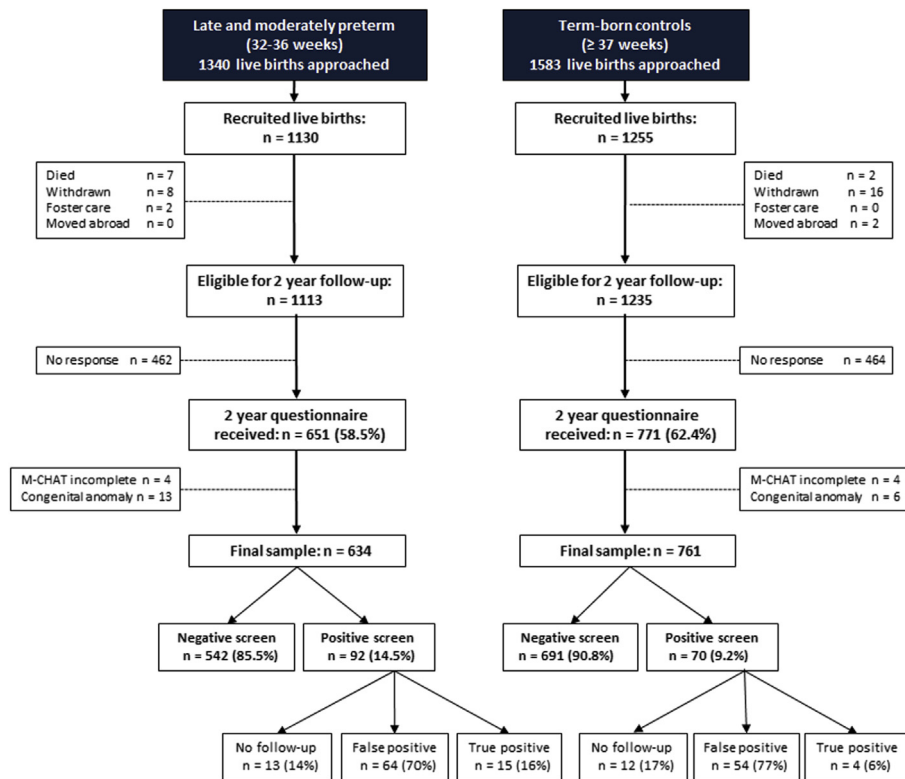 Late and moderately preterm
(32-36 weeks)
1340 live births approached
Term-born controls
(≥ 37 weeks)
1583 live births approached
Recruited live births:
n = 1130
Recruited live births:
n = 1255
Died n = 7
Withdrawn n = 8
Foster care n = 2
Moved abroad n = 0
Died n = 2
Withdrawn n = 16
Foster care n = 0
Moved abroad n = 2
Eligible for 2 year follow-up:
n = 1113
Eligible for 2 year follow-up:
n = 1235
No response n = 462
No response n = 464
2 year questionnaire
received: n = 651 (58.5%)
2 year questionnaire
received: n = 771 (62.4%)
M-CHAT incomplete n = 4
Congenital anomaly n = 13
M-CHAT incomplete n = 4
Congenital anomaly n = 6
Final sample: n = 634
Final sample: n = 761
Negative screen
n = 542 (85.5%)
Positive screen
n = 92 (14.5%)
Negative screen
n = 691 (90.8%)
Positive screen
n = 70 (9.2%)
No follow-up
n = 13 (14%)
False positive
n = 64 (70%)
True positive
n = 15 (16%)
No follow-up
n = 12 (17%)
False positive
n = 54 (77%)
True positive
n = 4 (6%)